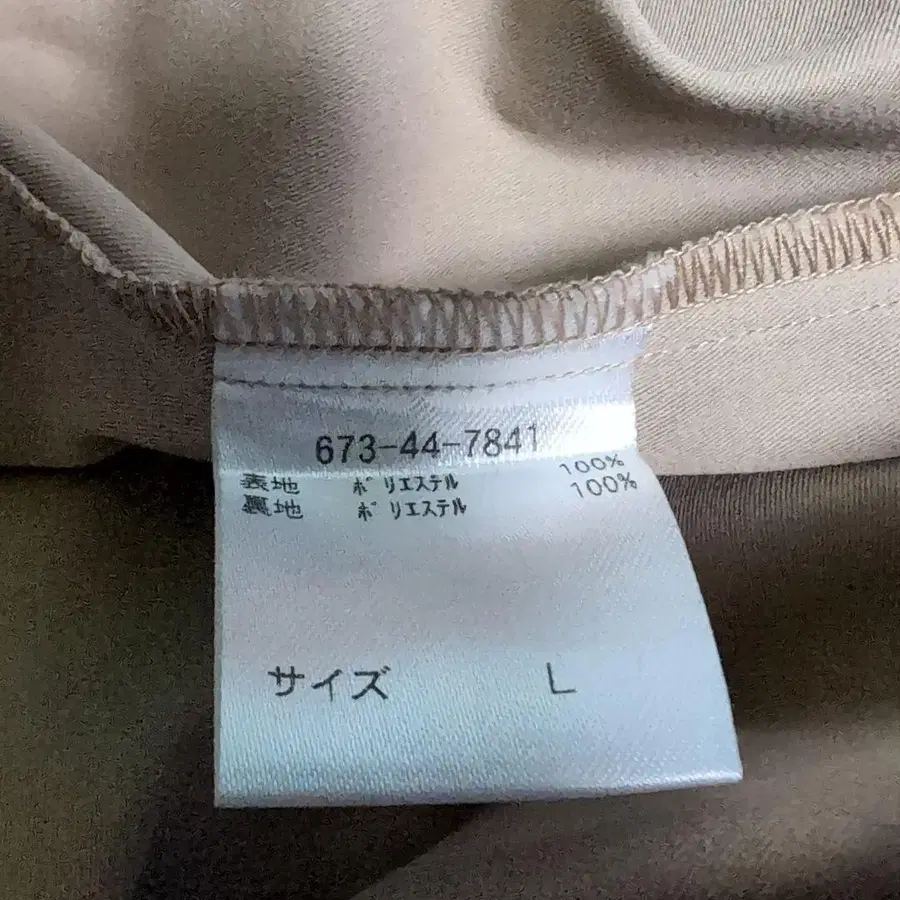 673-44-7841
表地 ポリエステル 100%
裏地 ポリエステル 100%
サイズ L